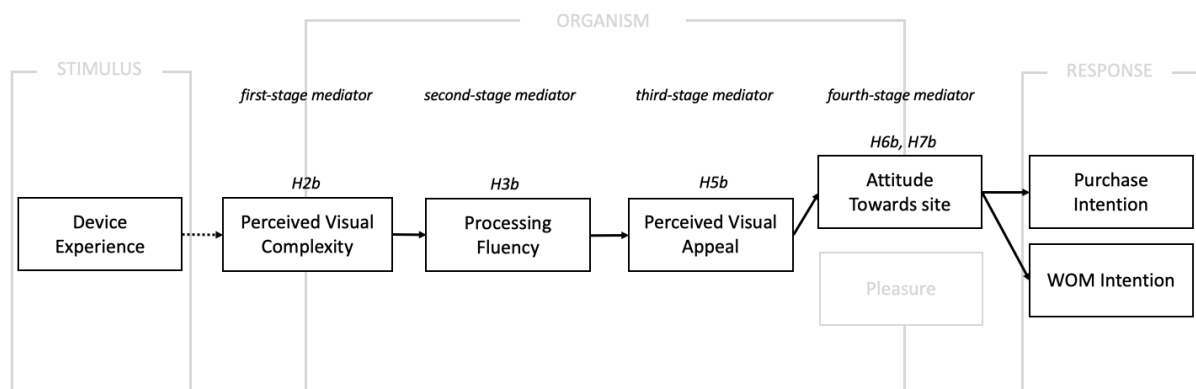 ORGANISM
STIMULUS
RESPONSE
first-stage mediator
second-stage mediator
third-stage mediator
fourth-stage mediator
H6b, H7b
H2b
H3b
H5b
Device
Experience
Perceived Visual
Complexity
Processing
Fluency
Perceived Visual
Appeal
Attitude
Towards site
Purchase
Intention
Pleasure
WOM Intention